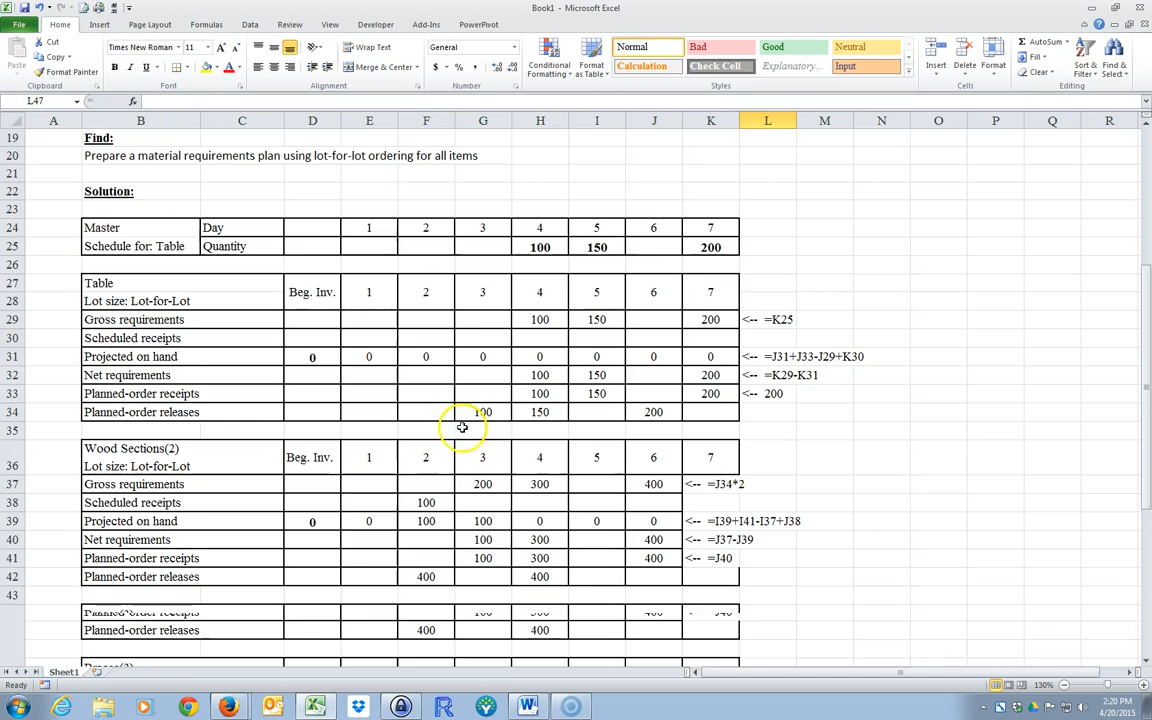 Book1 - Microsoft Excel
File Home Insert Page Layout Formulas Data Review View Developer Add-Ins PowerPivot
Cut
Copy
Format Painter
Paste
Times New Roman 11
B I U
Wrap Text
Merge & Center
General
$ % ,
Conditional Formatting
Format as Table
Normal Bad Good Neutral
Calculation Check Cell Explanatory... Input
Insert Delete Format
AutoSum
Fill
Clear
Sort & Filter
Find & Select
Clipboard Font Alignment Number Styles Cells Editing
L47 fx
A B C D E F G H I J K L M N O P Q R
19 Find:
20 Prepare a material requirements plan using lot-for-lot ordering for all items
21
22 Solution:
23
24 Master Day 1 2 3 4 5 6 7
25 Schedule for: Table Quantity 100 150 200
26
27 Table
28 Lot size: Lot-for-Lot Beg. Inv. 1 2 3 4 5 6 7
29 Gross requirements 100 150 200 <-- =K25
30 Scheduled receipts
31 Projected on hand 0 0 0 0 0 0 0 0 <-- =J31+J33-J29+K30
32 Net requirements 100 150 200 <-- =K29-K31
33 Planned-order receipts 100 150 200 <-- 200
34 Planned-order releases 100 150 200
35
Wood Sections(2)
36 Lot size: Lot-for-Lot Beg. Inv. 1 2 3 4 5 6 7
37 Gross requirements 200 300 400 <-- =J34*2
38 Scheduled receipts 100
39 Projected on hand 0 0 100 100 0 0 0 <-- =I39+I41-I37+J38
40 Net requirements 100 300 400 <-- =J37-J39
41 Planned-order receipts 100 300 400 <-- =J40
42 Planned-order releases 400 400
43
Planned-order releases 400 400
Sheet1
Ready
130%
2:20 PM
4/20/2015